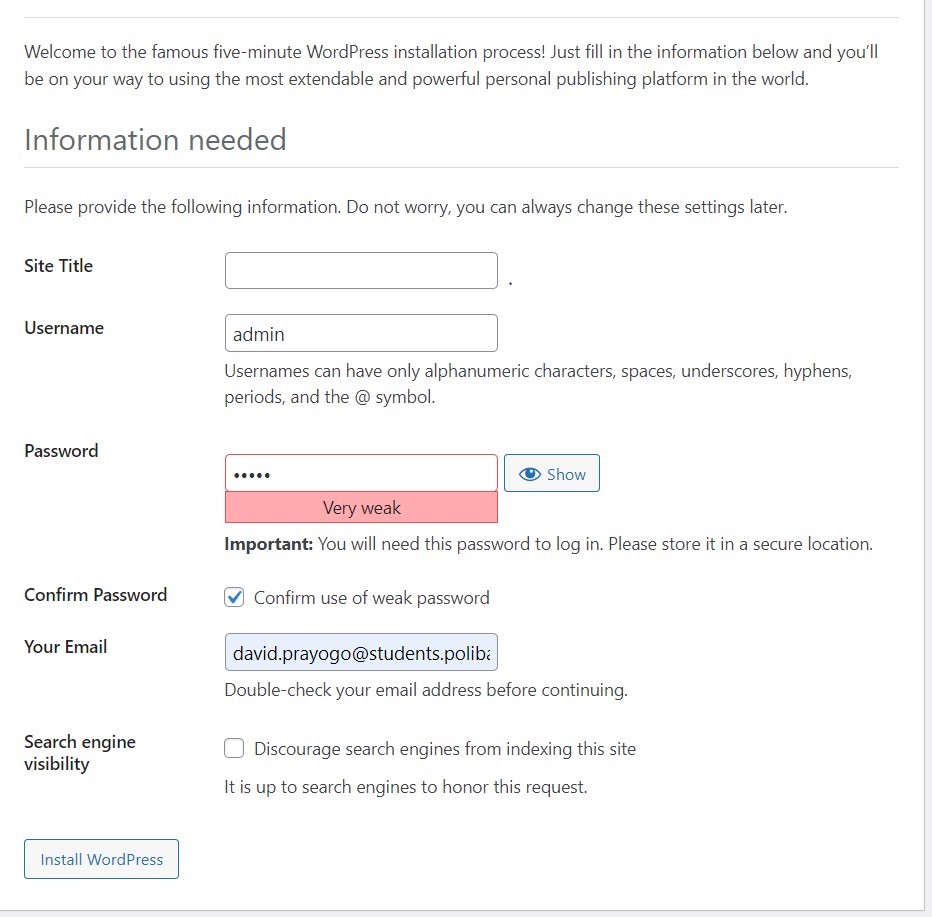 Welcome to the famous five-minute WordPress installation process! Just fill in the information below and you’ll
be on your way to using the most extendable and powerful personal publishing platform in the world.
Information needed
Please provide the following information. Do not worry, you can always change these settings later.
Site Title
.
Username
admin
Usernames can have only alphanumeric characters, spaces, underscores, hyphens,
periods, and the @ symbol.
Password
•••••
Show
Very weak
Important: You will need this password to log in. Please store it in a secure location.
Confirm Password
Confirm use of weak password
Your Email
david.prayogo@students.poliba
Double-check your email address before continuing.
Search engine
visibility
Discourage search engines from indexing this site
It is up to search engines to honor this request.
Install WordPress